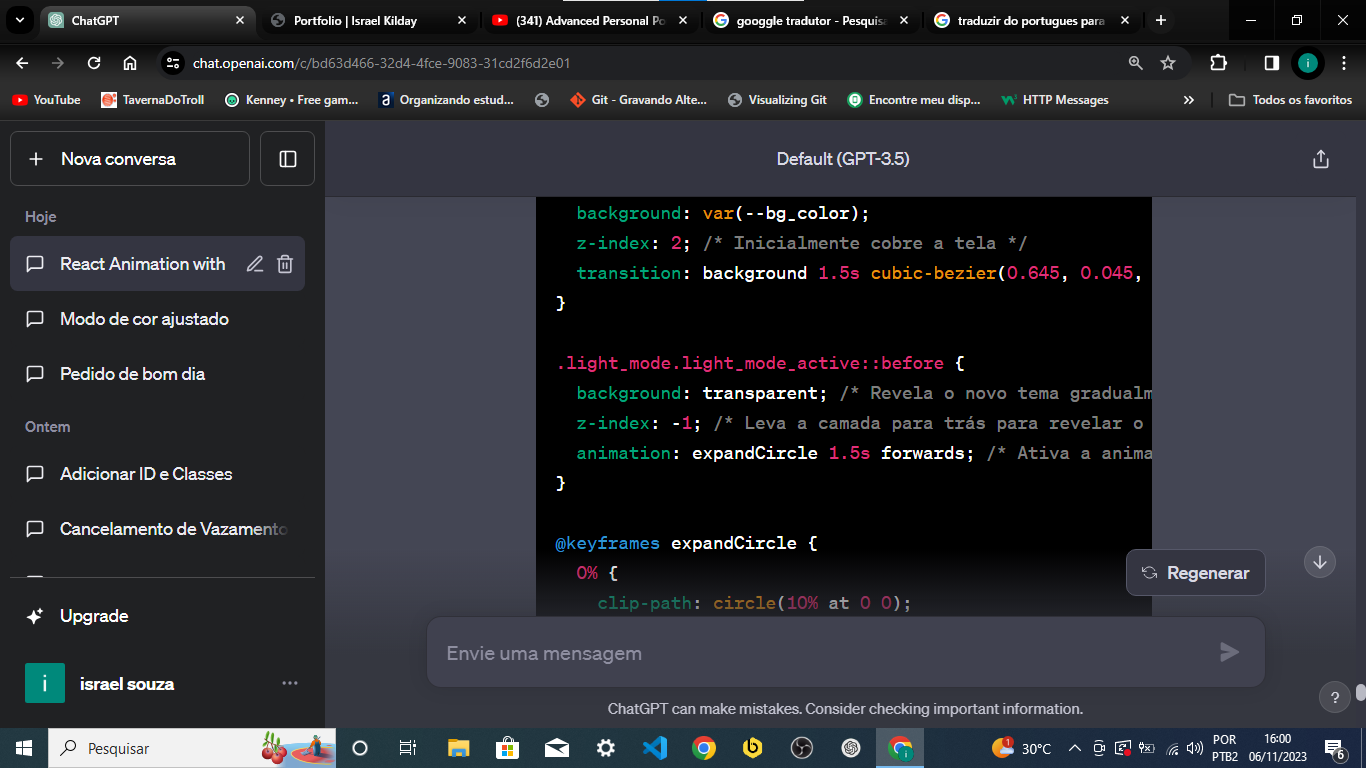 ChatGPT
Portfolio | Israel Kilday
(341) Advanced Personal Po
googgle tradutor - Pesquisa
traduzir do portugues para
chat.openai.com/c/bd63d466-32d4-4fce-9083-31cd2f6d2e01
YouTube
TavernaDoTroll
Kenney • Free gam...
Organizando estud...
Git - Gravando Alte...
Visualizing Git
Encontre meu disp...
HTTP Messages
Todos os favoritos
Nova conversa
Hoje
React Animation with
Modo de cor ajustado
Pedido de bom dia
Ontem
Adicionar ID e Classes
Cancelamento de Vazamento
Upgrade
israel souza
Default (GPT-3.5)
background: var(--bg_color);
z-index: 2; /* Inicialmente cobre a tela */
transition: background 1.5s cubic-bezier(0.645, 0.045,
}
.light_mode.light_mode_active::before {
background: transparent; /* Revela o novo tema gradualm
z-index: -1; /* Leva a camada para trás para revelar o
animation: expandCircle 1.5s forwards; /* Ativa a anima
}
@keyframes expandCircle {
0% {
clip-path: circle(10% at 0 0);
Regenerar
Envie uma mensagem
ChatGPT can make mistakes. Consider checking important information.
?
Pesquisar
30°C
POR
PTB2
16:00
06/11/2023
6